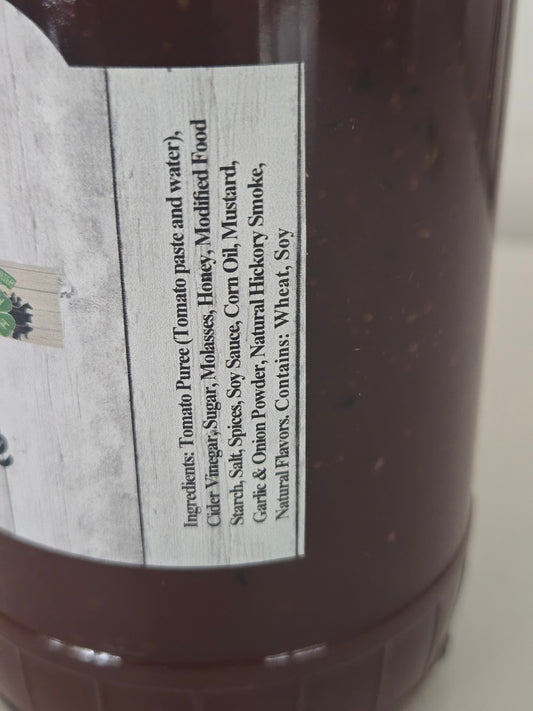 Ingredients: Tomato Puree (Tomato paste and water),
Cider Vinegar, Sugar, Molasses, Honey, Modified Food
Starch, Salt, Spices, Soy Sauce, Corn Oil, Mustard,
Garlic & Onion Powder, Natural Hickory Smoke,
Natural Flavors. Contains: Wheat, Soy